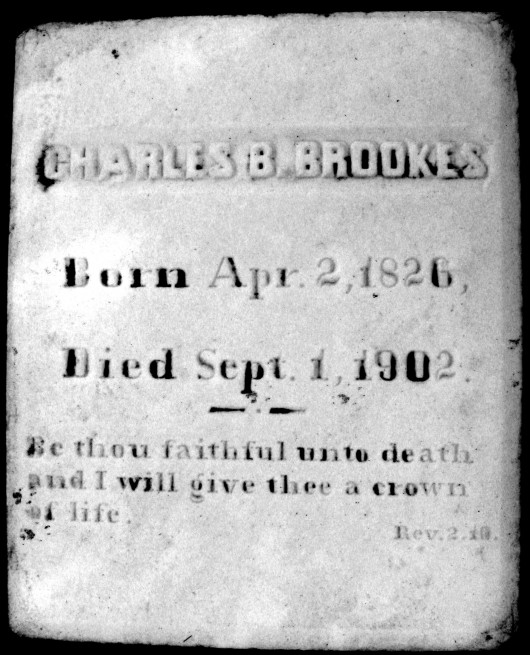 CHARLES B. BROOKES
Born Apr. 2, 1826,
Died Sept. 1, 1902.
Be thou faithful unto death
and I will give thee a crown
of life.
Rev. 2.10.